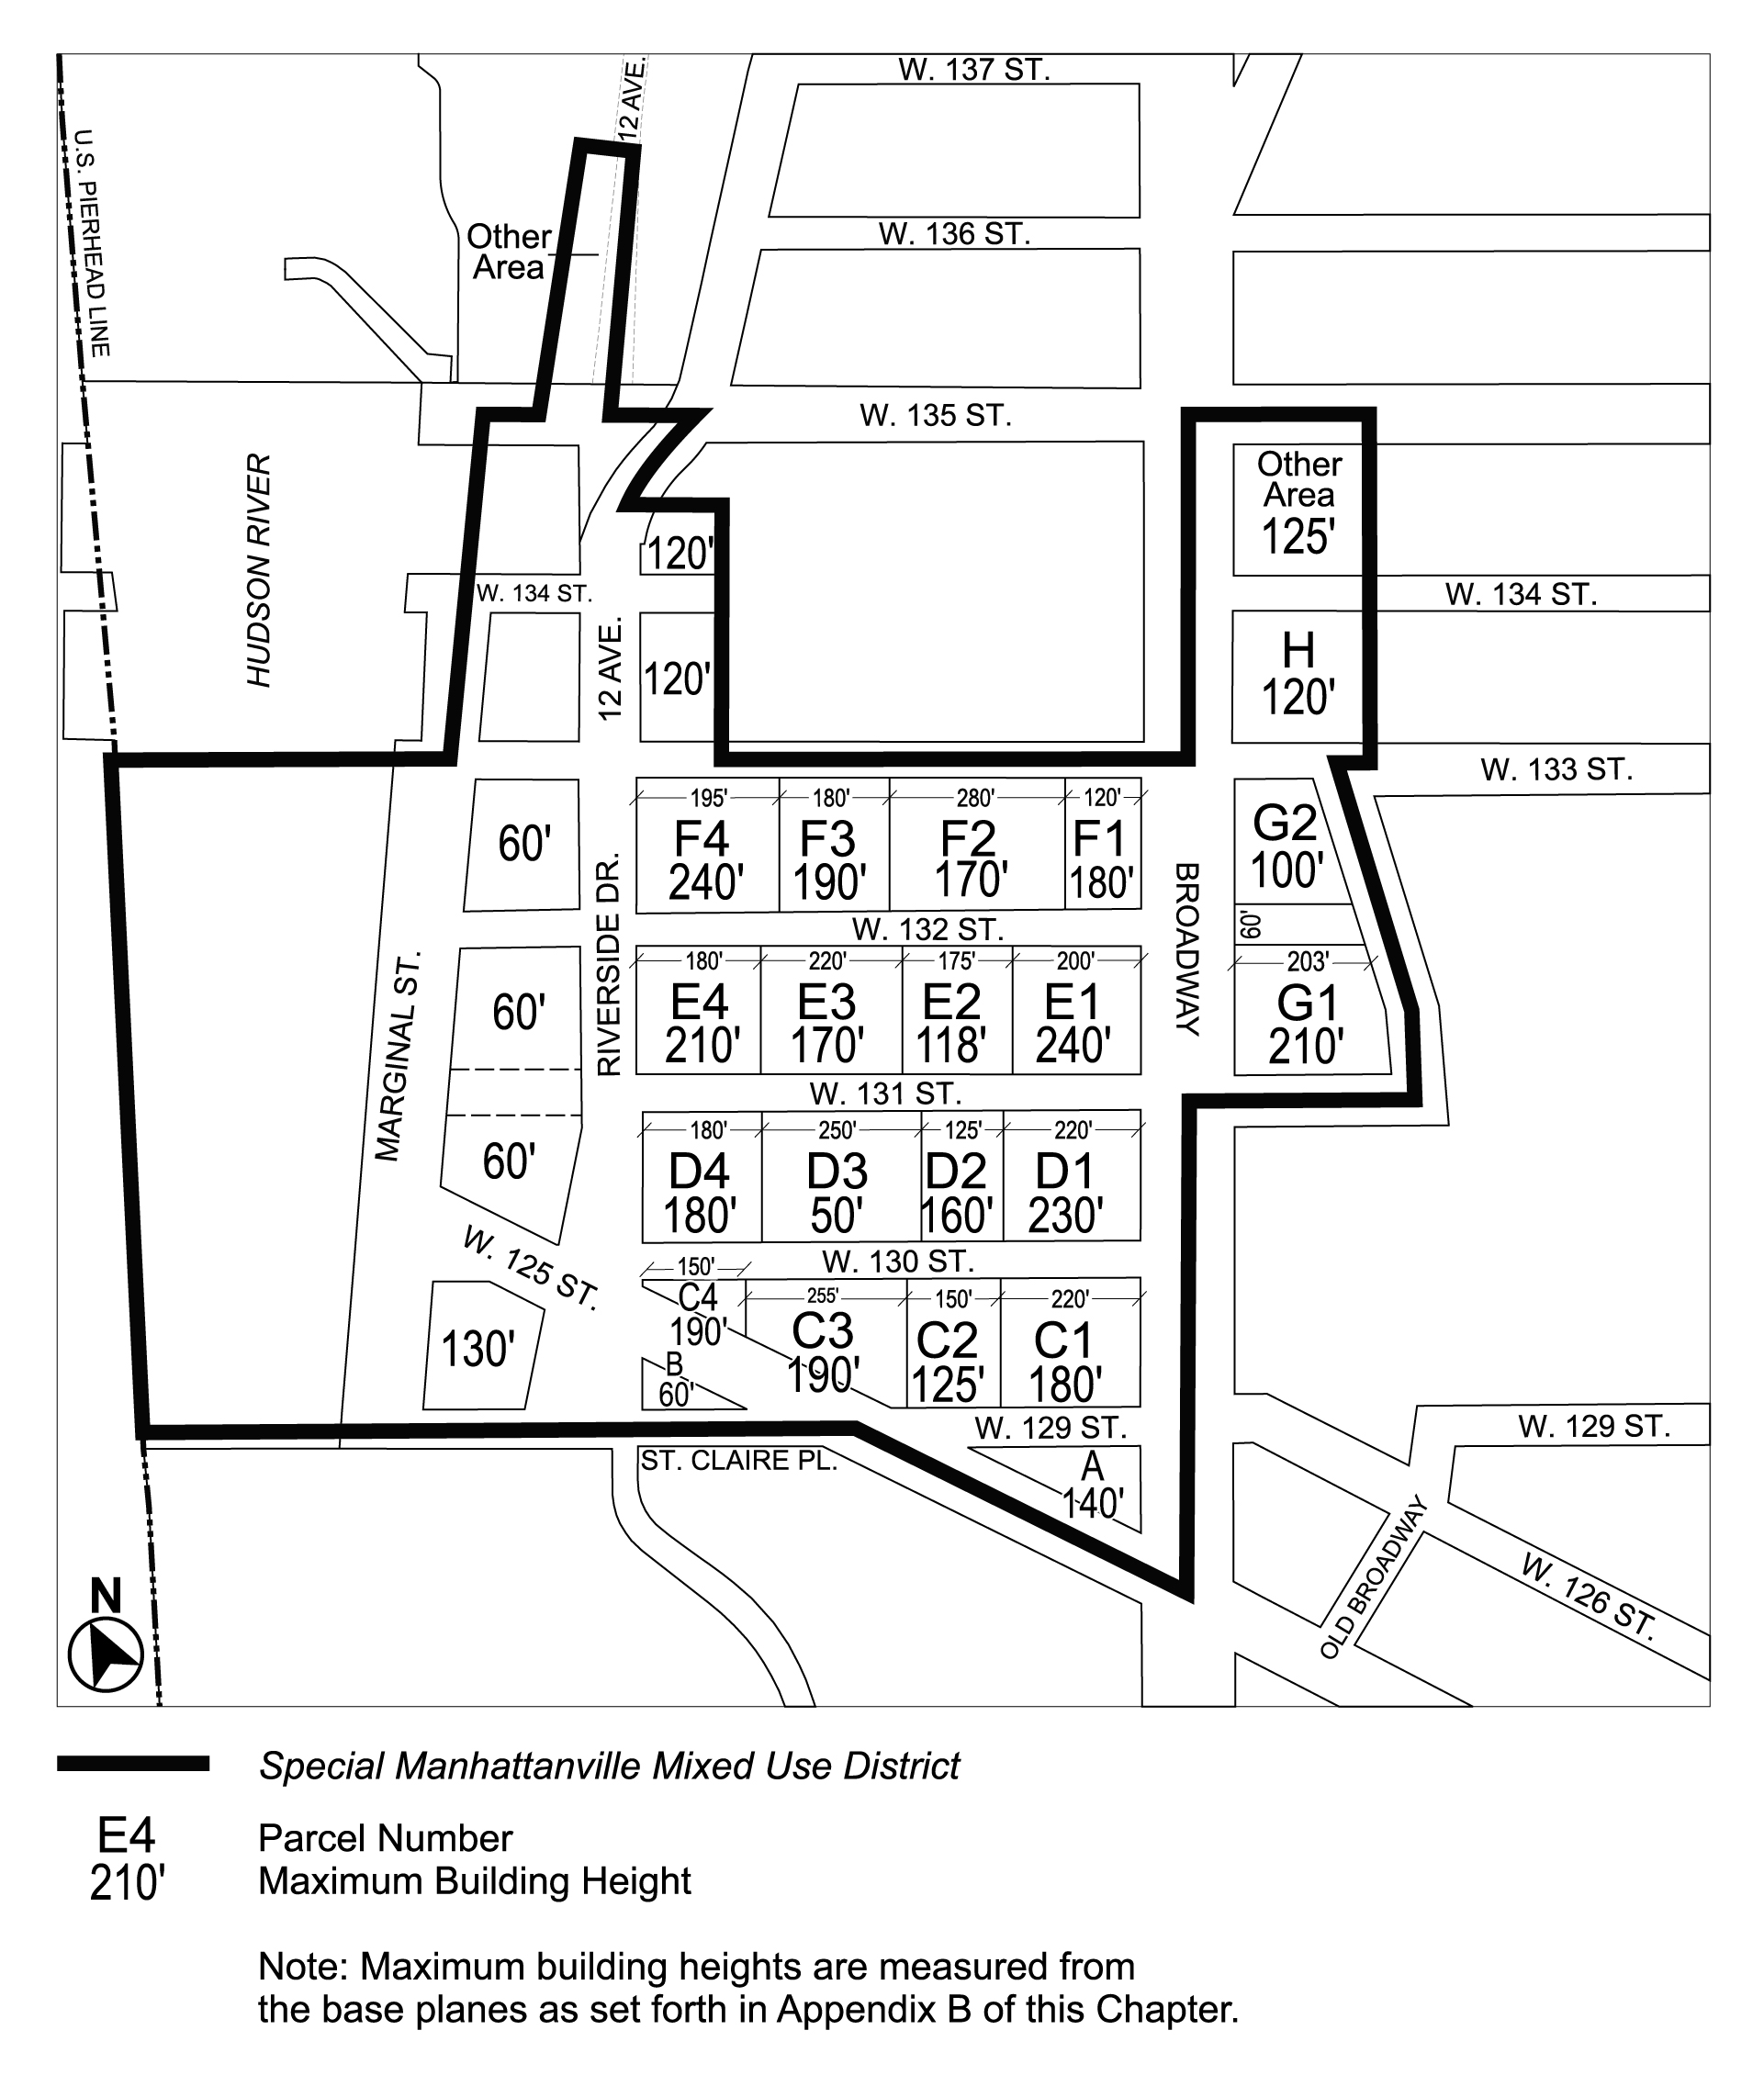 W. 137 ST.
12 AVE.
U.S. PIERHEAD LINE
Other
Area
W. 136 ST.
W. 135 ST.
HUDSON RIVER
Other
Area
125'
120'
W. 134 ST.
W. 134 ST.
12 AVE.
120'
H
120'
W. 133 ST.
195' 180' 280' 120'
F4 F3 F2 F1
240' 190' 170' 180'
60'
G2
100'
RIVERSIDE DR.
BROADWAY
W. 132 ST.
60'
180' 220' 175' 200'
203'
E4 E3 E2 E1
210' 170' 118' 240'
G1
210'
60'
MARGINAL ST.
W. 131 ST.
180' 250' 125' 220'
D4 D3 D2 D1
180' 50' 160' 230'
60'
W. 125 ST.
W. 130 ST.
150'
255' 150' 220'
C4 C3 C2 C1
190' 190' 125' 180'
130'
B
60'
W. 129 ST.
W. 129 ST.
ST. CLAIRE PL.
A
140'
OLD BROADWAY
W. 126 ST.
N
Special Manhattanville Mixed Use District
E4 Parcel Number
210' Maximum Building Height
Note: Maximum building heights are measured from
the base planes as set forth in Appendix B of this Chapter.